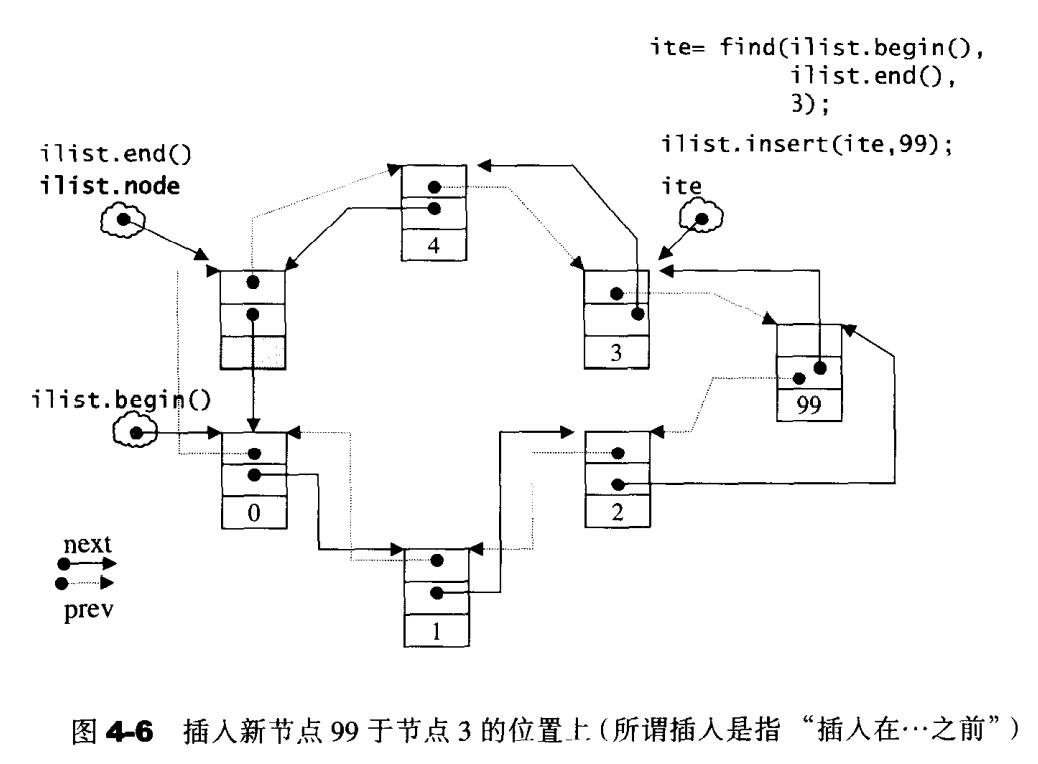 ite= find(ilist.begin(),
ilist.end(),
3);
ilist.insert(ite,99);
ilist.end()
ilist.node
ite
4
3
99
ilist.begin()
0
2
1
next
prev
图 4-6 插入新节点 99 于节点 3 的位置上(所谓插入是指 “插入在…之前”)